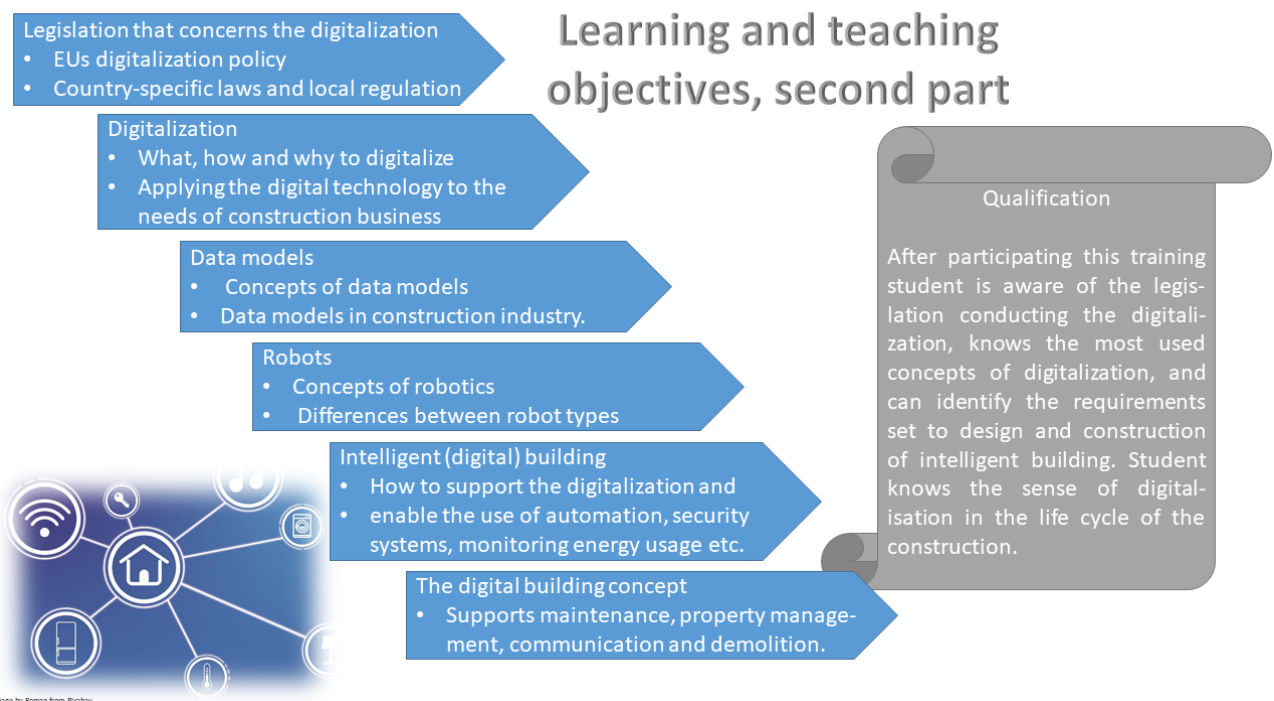 Learning and teaching
objectives, second part
Legislation that concerns the digitalization
• EUs digitalization policy
• Country-specific laws and local regulation
Digitalization
• What, how and why to digitalize
• Applying the digital technology to the
needs of construction business
Data models
• Concepts of data models
• Data models in construction industry.
Robots
• Concepts of robotics
• Differences between robot types
Intelligent (digital) building
• How to support the digitalization and
• enable the use of automation, security
systems, monitoring energy usage etc.
The digital building concept
• Supports maintenance, property manage-
ment, communication and demolition.
Qualification
After participating this training
student is aware of the legis-
lation conducting the digitali-
zation, knows the most used
concepts of digitalization, and
can identify the requirements
set to design and construction
of intelligent building. Student
knows the sense of digital-
isation in the life cycle of the
construction.
by Roman from Pixabay